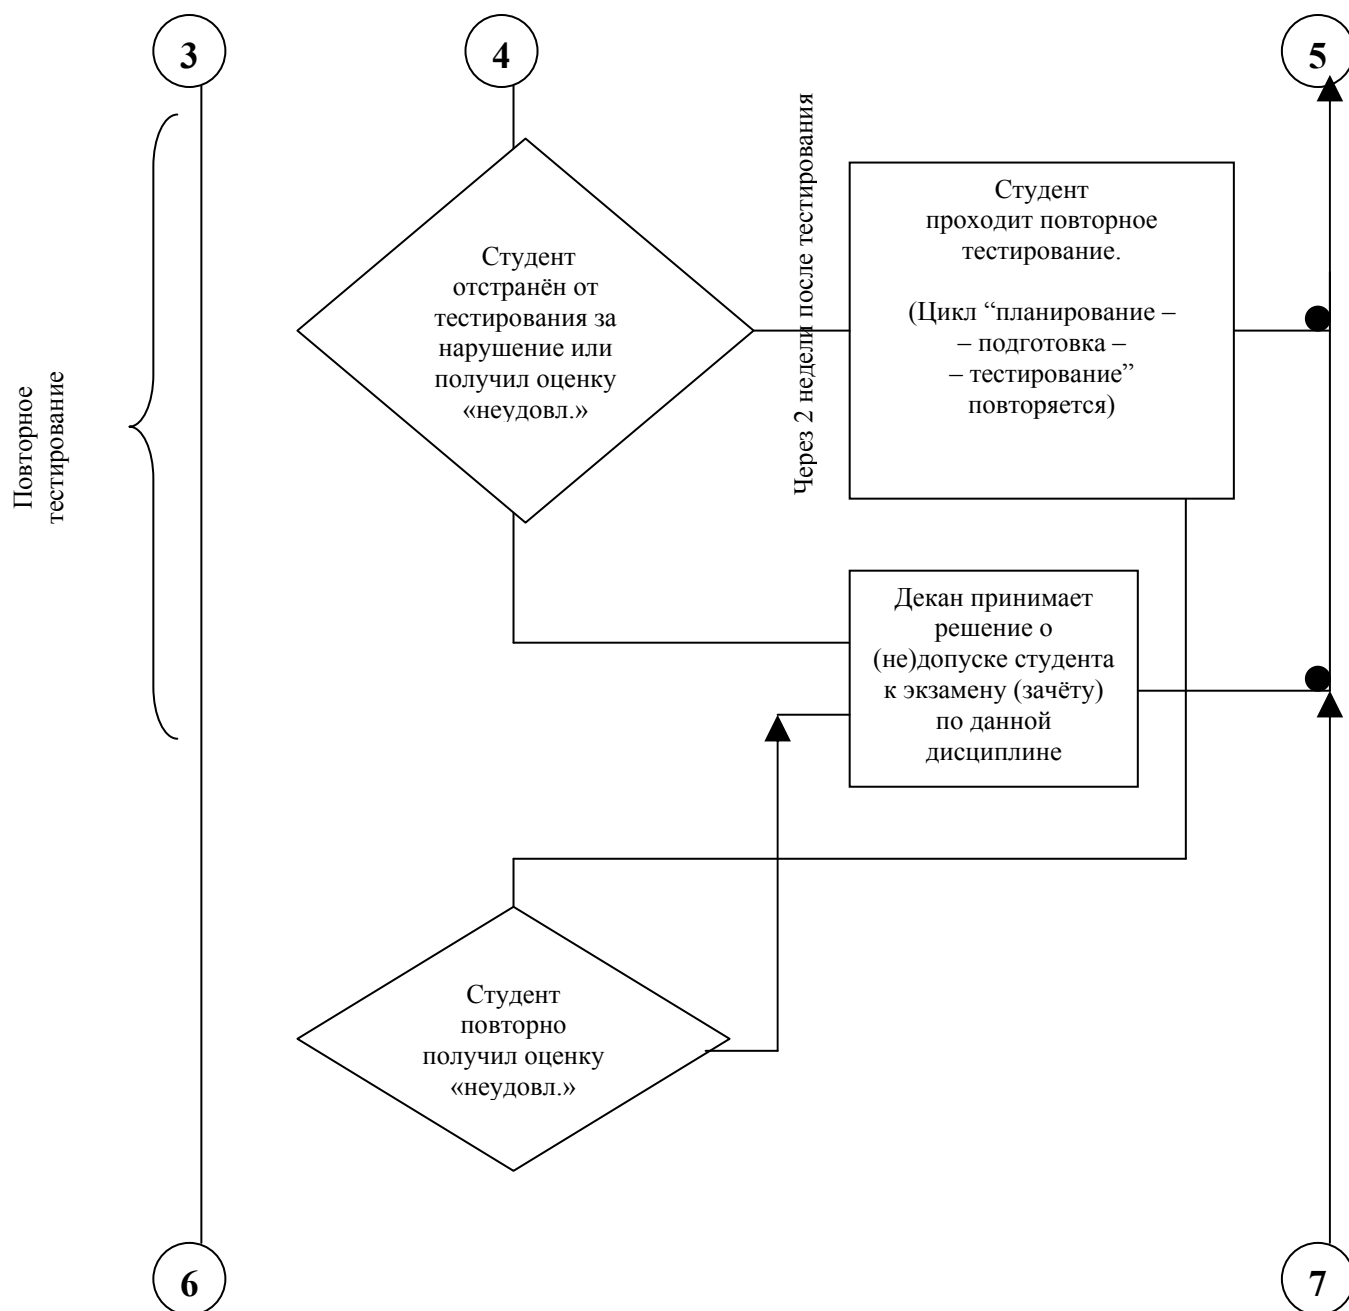 3
4
5
Повторное
тестирование
Студент
отстранён от
тестирования за
нарушение или
получил оценку
«неудовл.»
Через 2 недели после тестирования
Студент
проходит повторное
тестирование.
(Цикл “планирование –
– подготовка –
– тестирование”
повторяется)
Декан принимает
решение о
(не)допуске студента
к экзамену (зачёту)
по данной
дисциплине
Студент
повторно
получил оценку
«неудовл.»
6
7